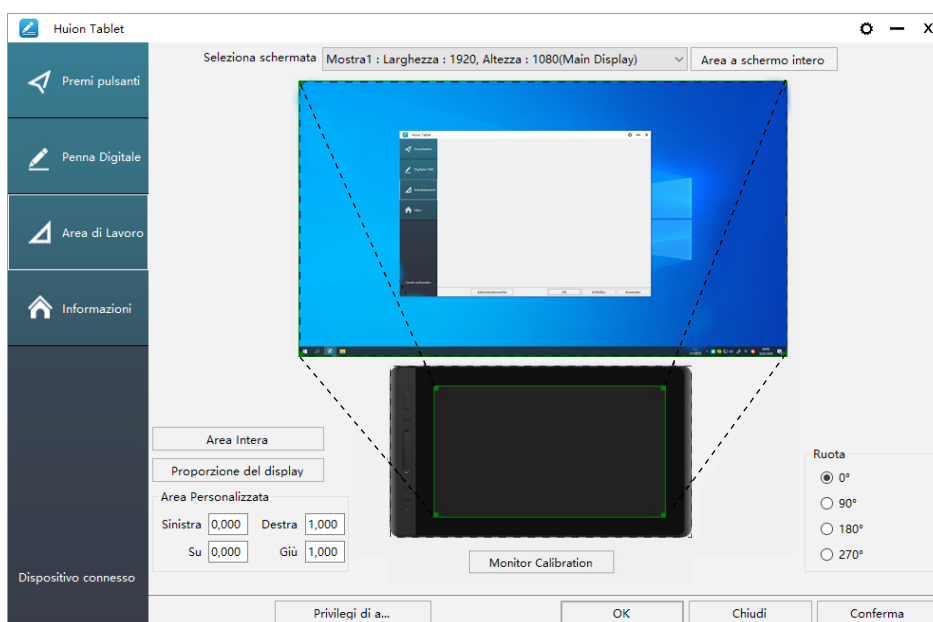 Huion Tablet
Seleziona schermata
Mostra1 : Larghezza : 1920, Altezza : 1080(Main Display)
Area a schermo intero
Premi pulsanti
Penna Digitale
Area di Lavoro
Informazioni
Dispositivo connesso
Huion Tablet
Area Intera
Proporzione del display
Area Personalizzata
Sinistra 0,000 Destra 1,000
Su 0,000 Giù 1,000
Monitor Calibration
Ruota
0°
90°
180°
270°
Privilegi di a...
OK
Chiudi
Conferma